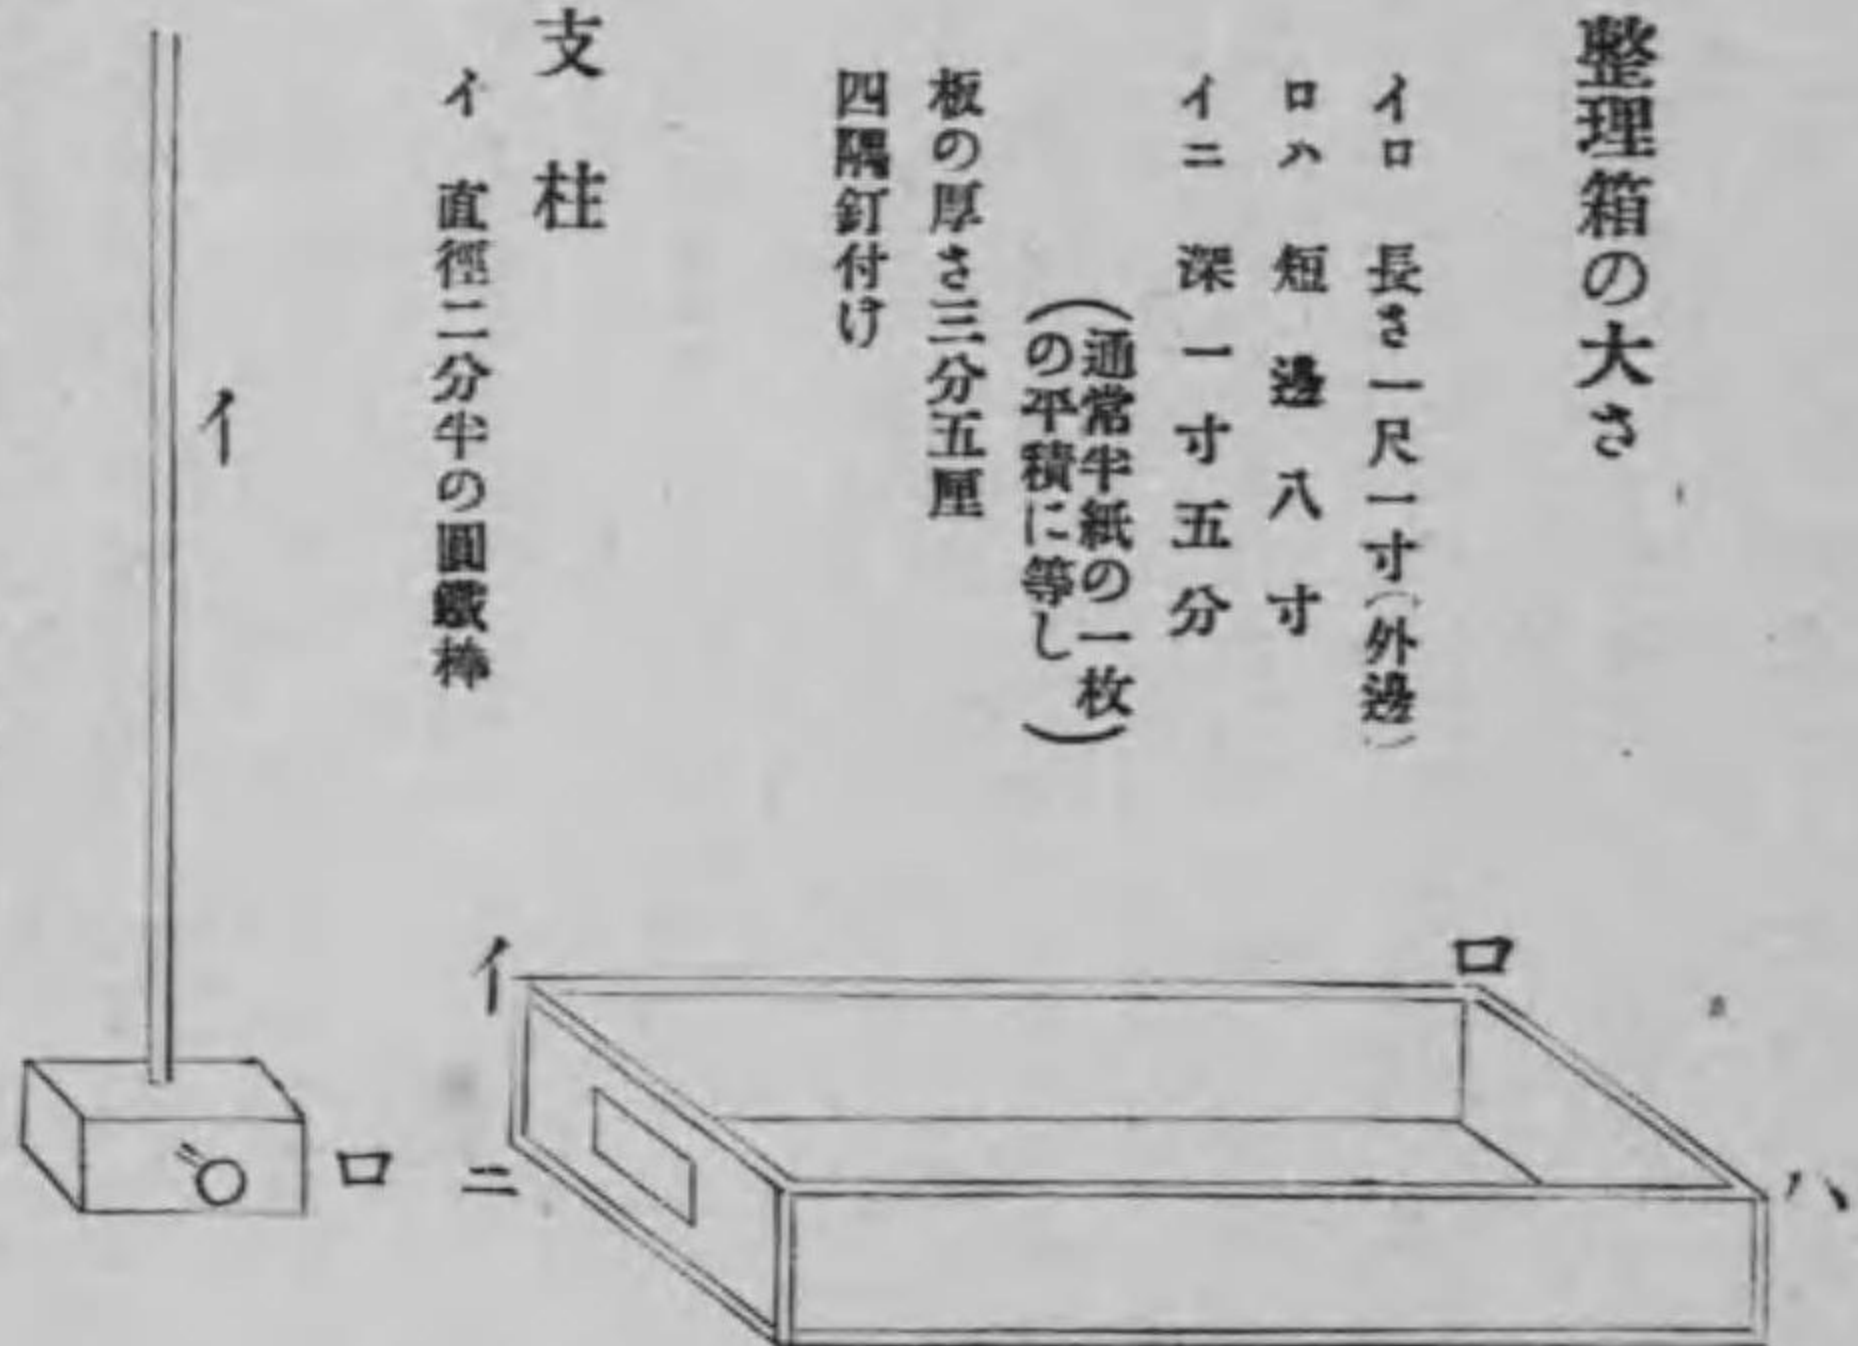 整理箱の大さ
イロ 長さ一尺一寸(外邊)
ロハ 短邊八寸
イニ 深一寸五分
(通常半紙の一枚
の平積に等し)
板の厚さ三分五厘
四隅釘付け
支柱
イ 直徑二分半の圓鐵棒
イ
ロ
イ
ロ
ハ
ニ